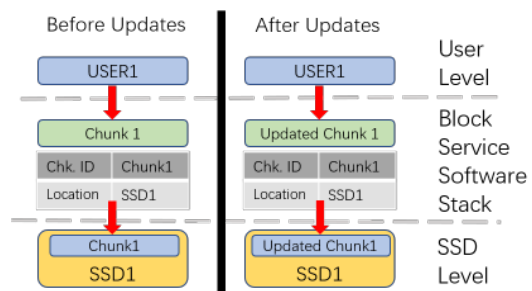 Before Updates
After Updates
USER1
USER1
User
Level
Chunk 1
Updated Chunk 1
Block
Service
Software
Stack
Chk. ID Chunk1
Location SSD1
Chk. ID Chunk1
Location SSD1
Chunk1
SSD1
Updated Chunk1
SSD1
SSD
Level